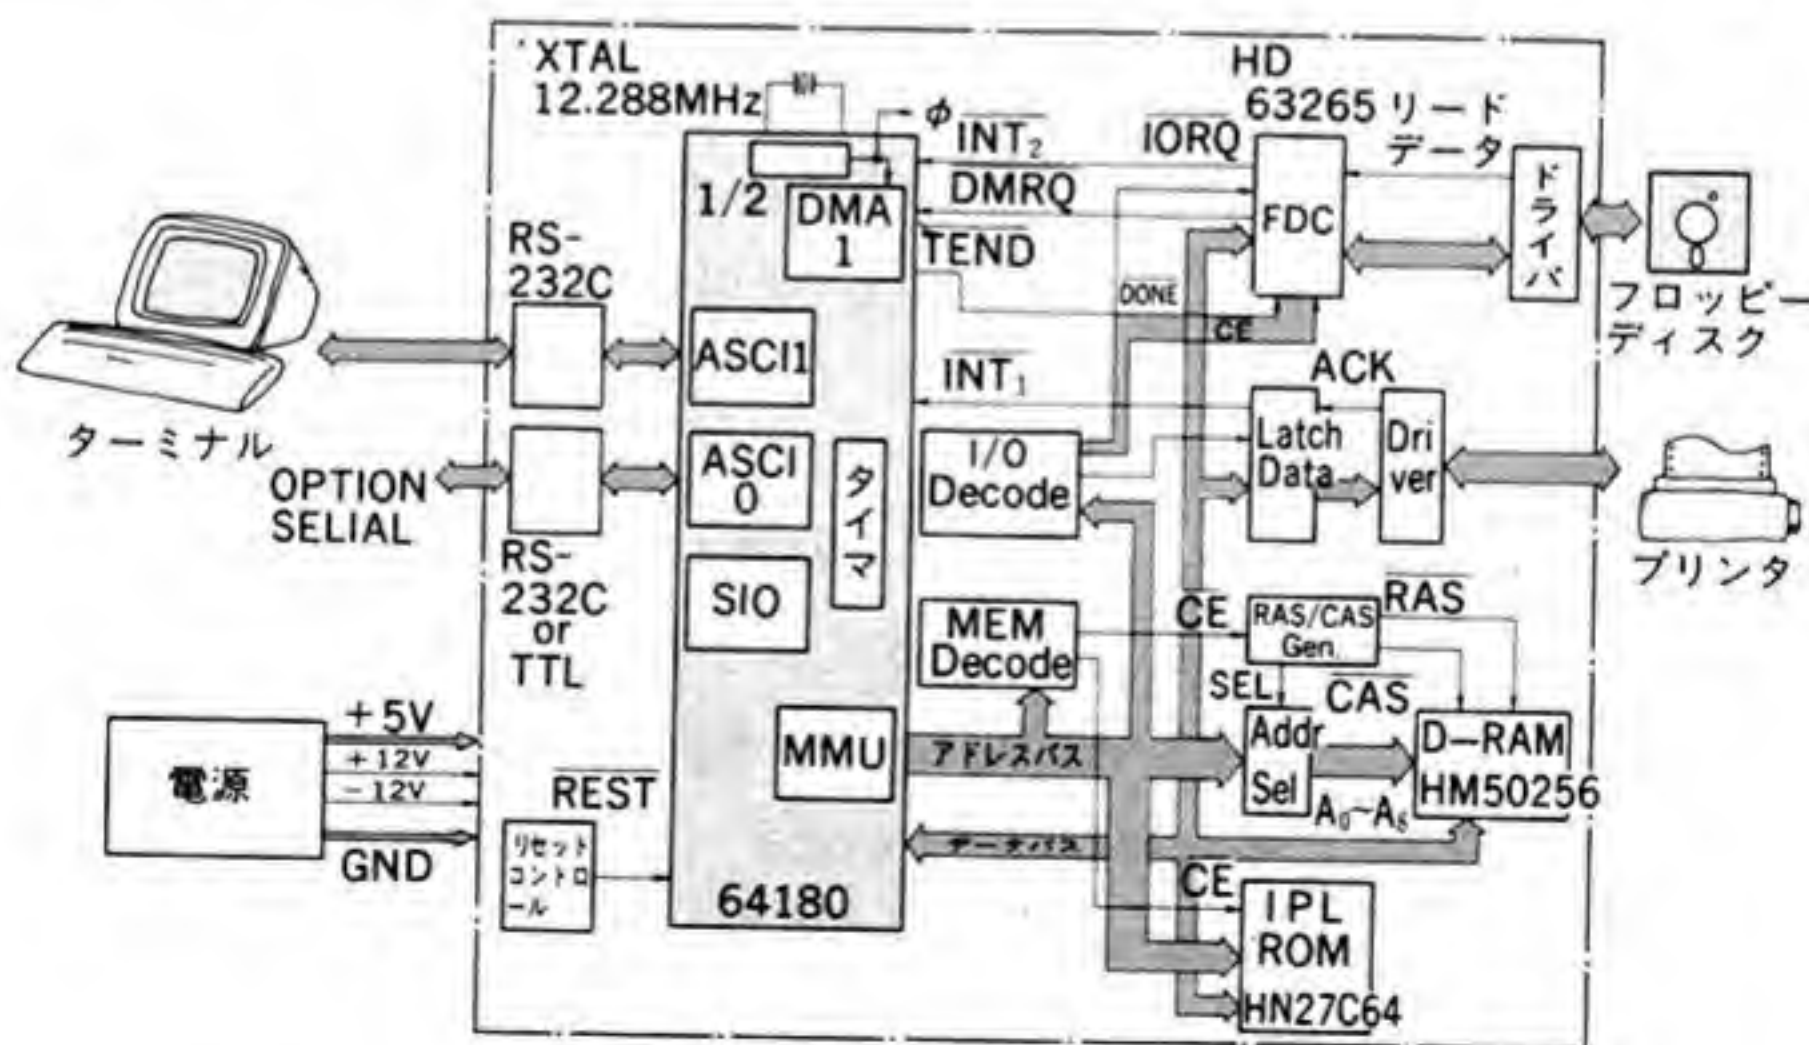 XTAL
12.288MHz
HD
63265
リード
データ
φ
INT₂
IORQ
DMRQ
TEND
1/2
DMA
1
FDC
ドライバ
フロッピー
ディスク
DONE
CE
RS-
232C
ASCI1
INT₁
ACK
ターミナル
OPTION
SELIAL
ASCI
0
タイマ
I/O
Decode
Latch
Data
Dri
ver
プリンタ
RS-
232C
or
TTL
SIO
MEM
Decode
CE
RAS/CAS
Gen.
RAS
SEL
CAS
電源
+5V
+12V
-12V
GND
REST
リセット
コントロ
ール
MMU
アドレスバス
Addr
Sel
D-RAM
HM50256
A₀~A₈
データバス
64180
CE
IPL
ROM
HN27C64